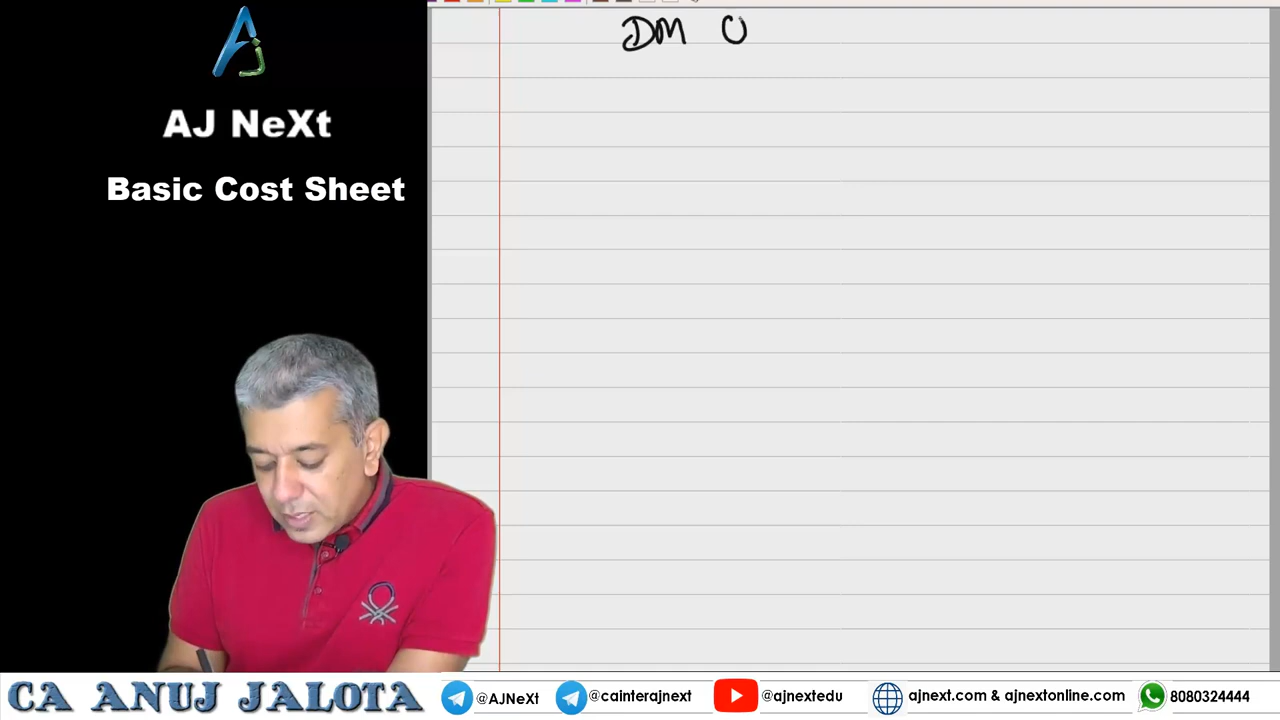 DM
AJ NeXt
Basic Cost Sheet
CA ANUJ JALOTA @AJNeXt @cainterajnext @ajnextedu ajnext.com & ajnextonline.com 8080324444